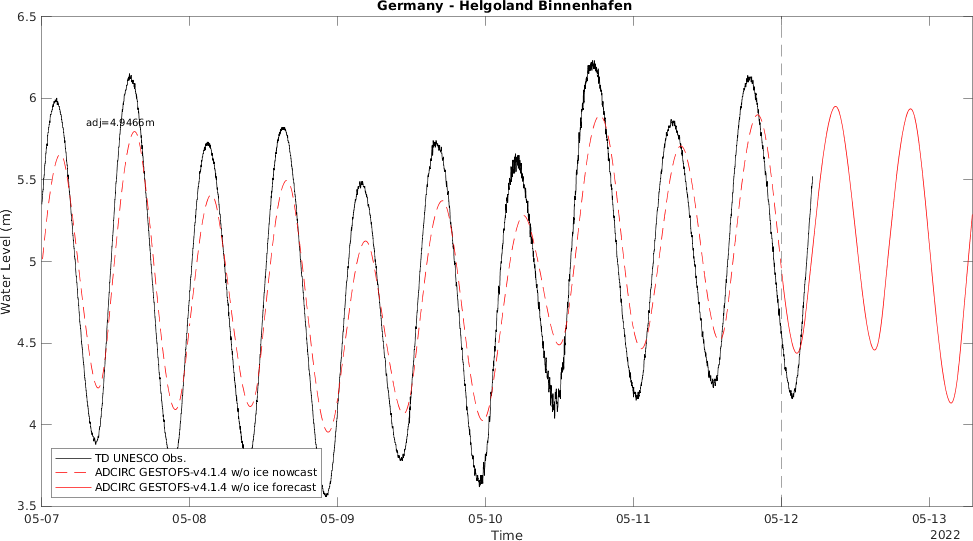 Germany - Helgoland Binnenhafen
6.5
6
5.5
5
4.5
4
3.5
Water Level (m)
adj=4.9466m
TD UNESCO Obs.
ADCIRC GESTOFS-v4.1.4 w/o ice nowcast
ADCIRC GESTOFS-v4.1.4 w/o ice forecast
05-07
05-08
05-09
05-10
05-11
05-12
05-13
Time
2022